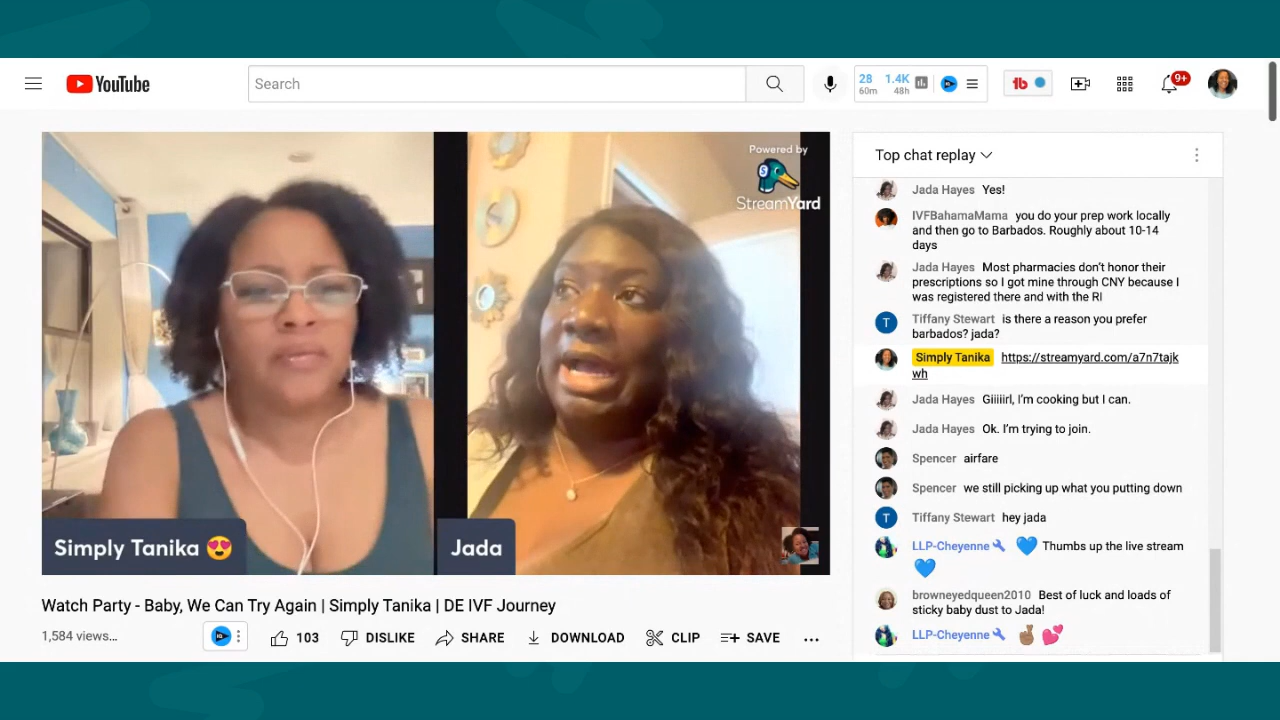 YouTube
Search
28 1.4K
60m 48h
9+
Powered by
StreamYard
Simply Tanika 😍
Jada
Top chat replay
Jada Hayes Yes!
IVFBahamaMama you do your prep work locally
and then go to Barbados. Roughly about 10-14
days
Jada Hayes Most pharmacies don't honor their
prescriptions so I got mine through CNY because I
was registered there and with the RI
T
Tiffany Stewart is there a reason you prefer
barbados? jada?
Simply Tanika https://streamyard.com/a7n7tajk
wh
Jada Hayes Giiiiirl, I'm cooking but I can.
Jada Hayes Ok. I'm trying to join.
Spencer airfare
Spencer we still picking up what you putting down
T
Tiffany Stewart hey jada
LLP-Cheyenne 🔧 💙 Thumbs up the live stream
💙
browneyedqueen2010 Best of luck and loads of
sticky baby dust to Jada!
LLP-Cheyenne 🔧 🤞🏽 💕
Watch Party - Baby, We Can Try Again | Simply Tanika | DE IVF Journey
1,584 views...
103 DISLIKE SHARE DOWNLOAD CLIP SAVE ...